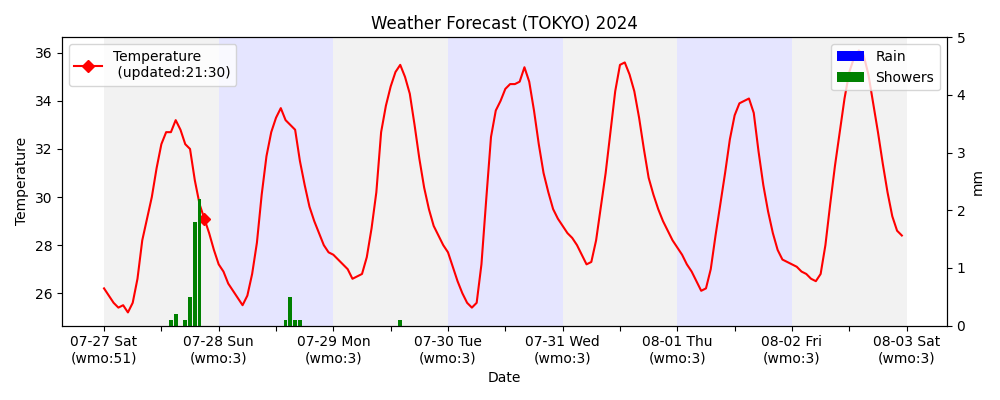 Weather Forecast (TOKYO) 2024
Temperature
(updated:21:30)
Rain
Showers
36
34
32
30
28
26
Temperature
5
4
3
2
1
0
mm
07-27 Sat
(wmo:51)
07-28 Sun
(wmo:3)
07-29 Mon
(wmo:3)
07-30 Tue
(wmo:3)
07-31 Wed
(wmo:3)
08-01 Thu
(wmo:3)
08-02 Fri
(wmo:3)
08-03 Sat
(wmo:3)
Date